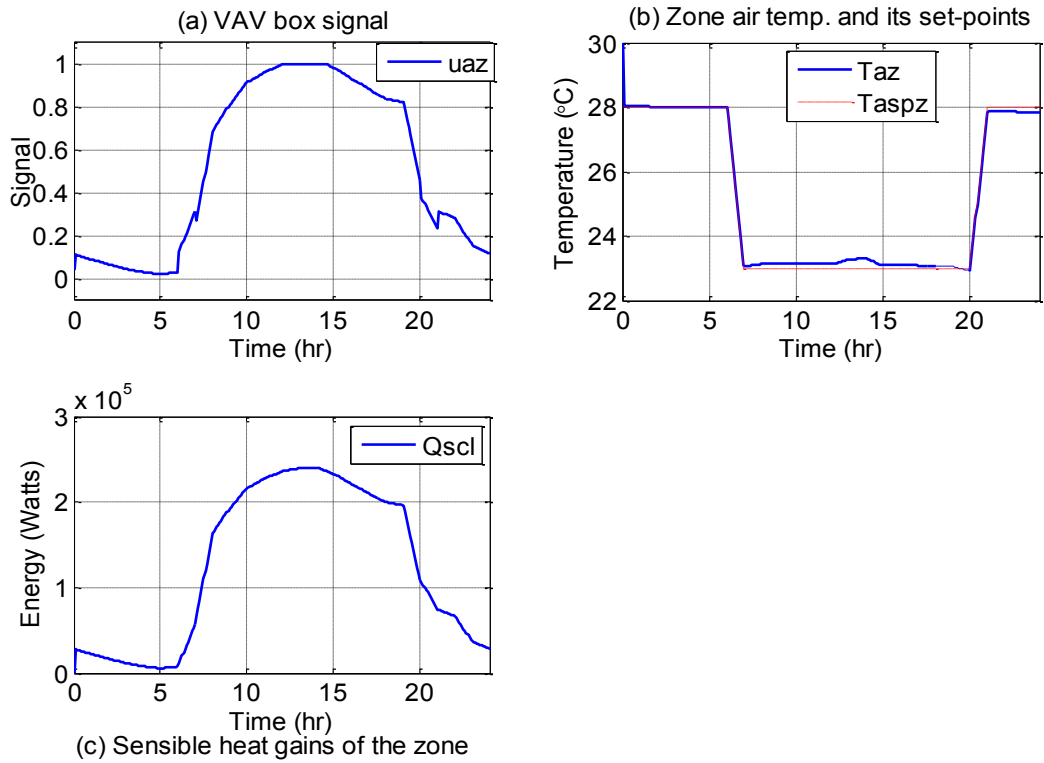 (a) VAV box signal
uaz
1
0.8
0.6
0.4
0.2
0
Signal
0 5 10 15 20
Time (hr)
(b) Zone air temp. and its set-points
Taz
Taspz
30
28
26
24
22
Temperature (°C)
0 5 10 15 20
Time (hr)
x 10⁵
Qscl
3
2
1
0
Energy (Watts)
0 5 10 15 20
Time (hr)
(c) Sensible heat gains of the zone